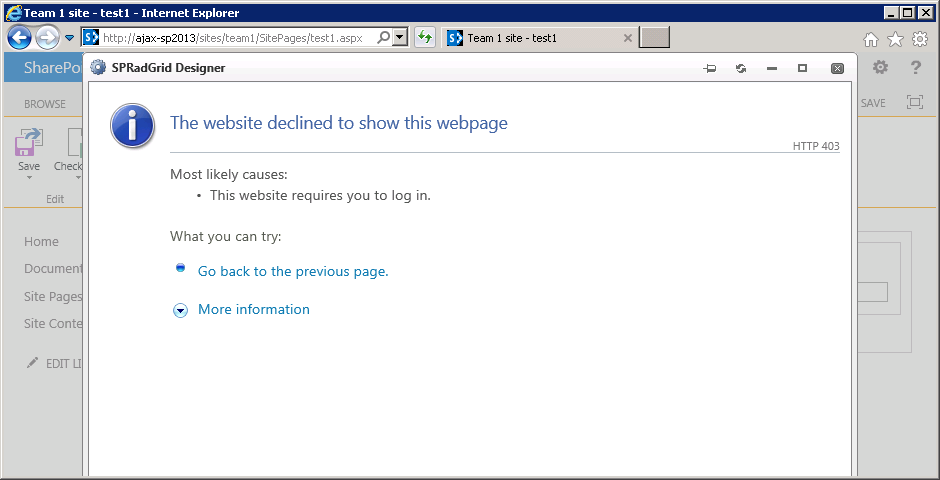 Team 1 site - test1 - Internet Explorer
http://ajax-sp2013/sites/team1/SitePages/test1.aspx
Team 1 site - test1
SharePo
SPRadGrid Designer
?
BROWSE
SAVE
The website declined to show this webpage
HTTP 403
Save
Check
Edit
Most likely causes:
• This website requires you to log in.
What you can try:
Home
Document
Go back to the previous page.
Site Pages
More information
Site Conte
EDIT LI